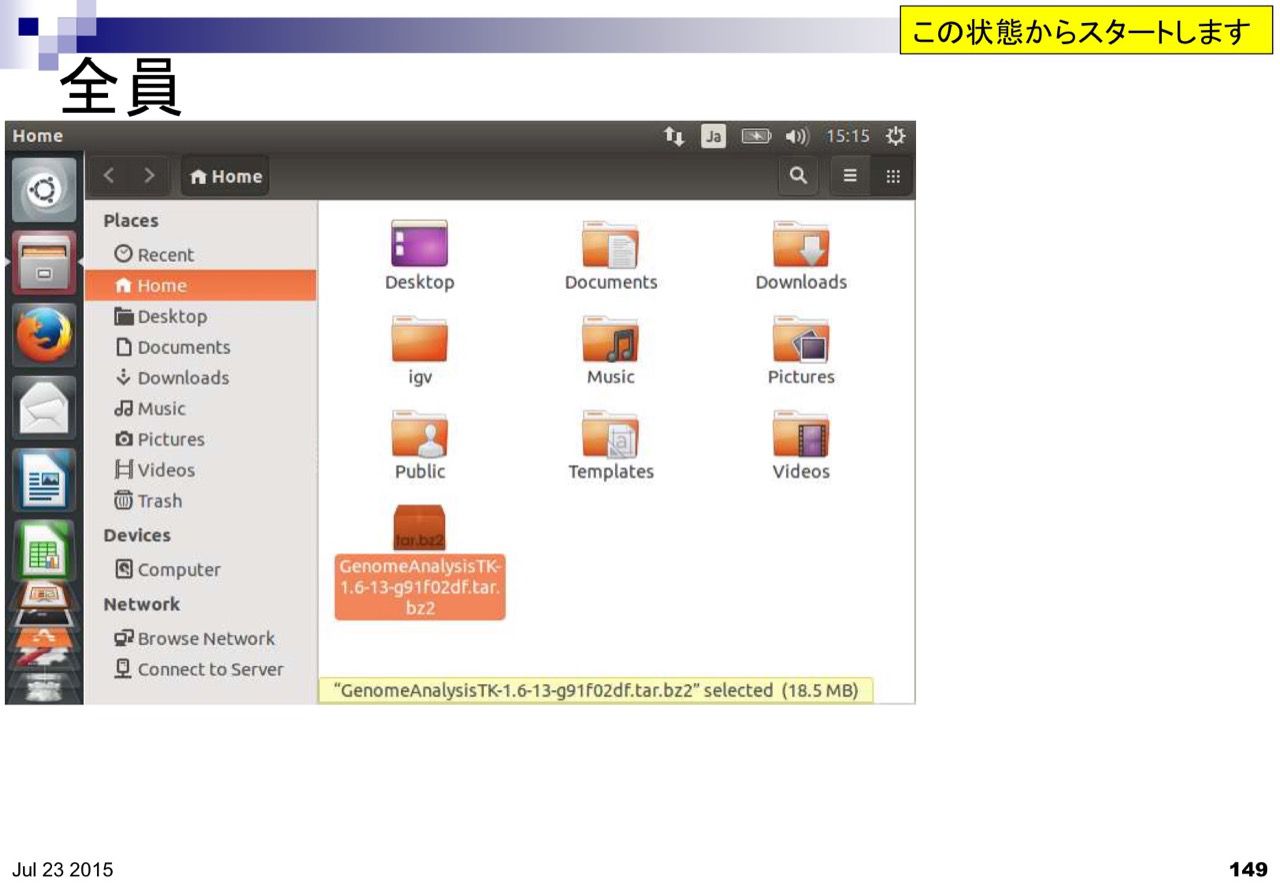 この状態からスタートします
全員
Home
Ja
15:15
Home
Places
Recent
Home
Desktop
Documents
Downloads
Music
Pictures
Videos
Trash
Devices
Computer
Network
Browse Network
Connect to Server
Desktop
Documents
Downloads
igv
Music
Pictures
Public
Templates
Videos
tar.bz2
GenomeAnalysisTK-
1.6-13-g91f02df.tar.
bz2
“GenomeAnalysisTK-1.6-13-g91f02df.tar.bz2” selected (18.5 MB)
Jul 23 2015
149